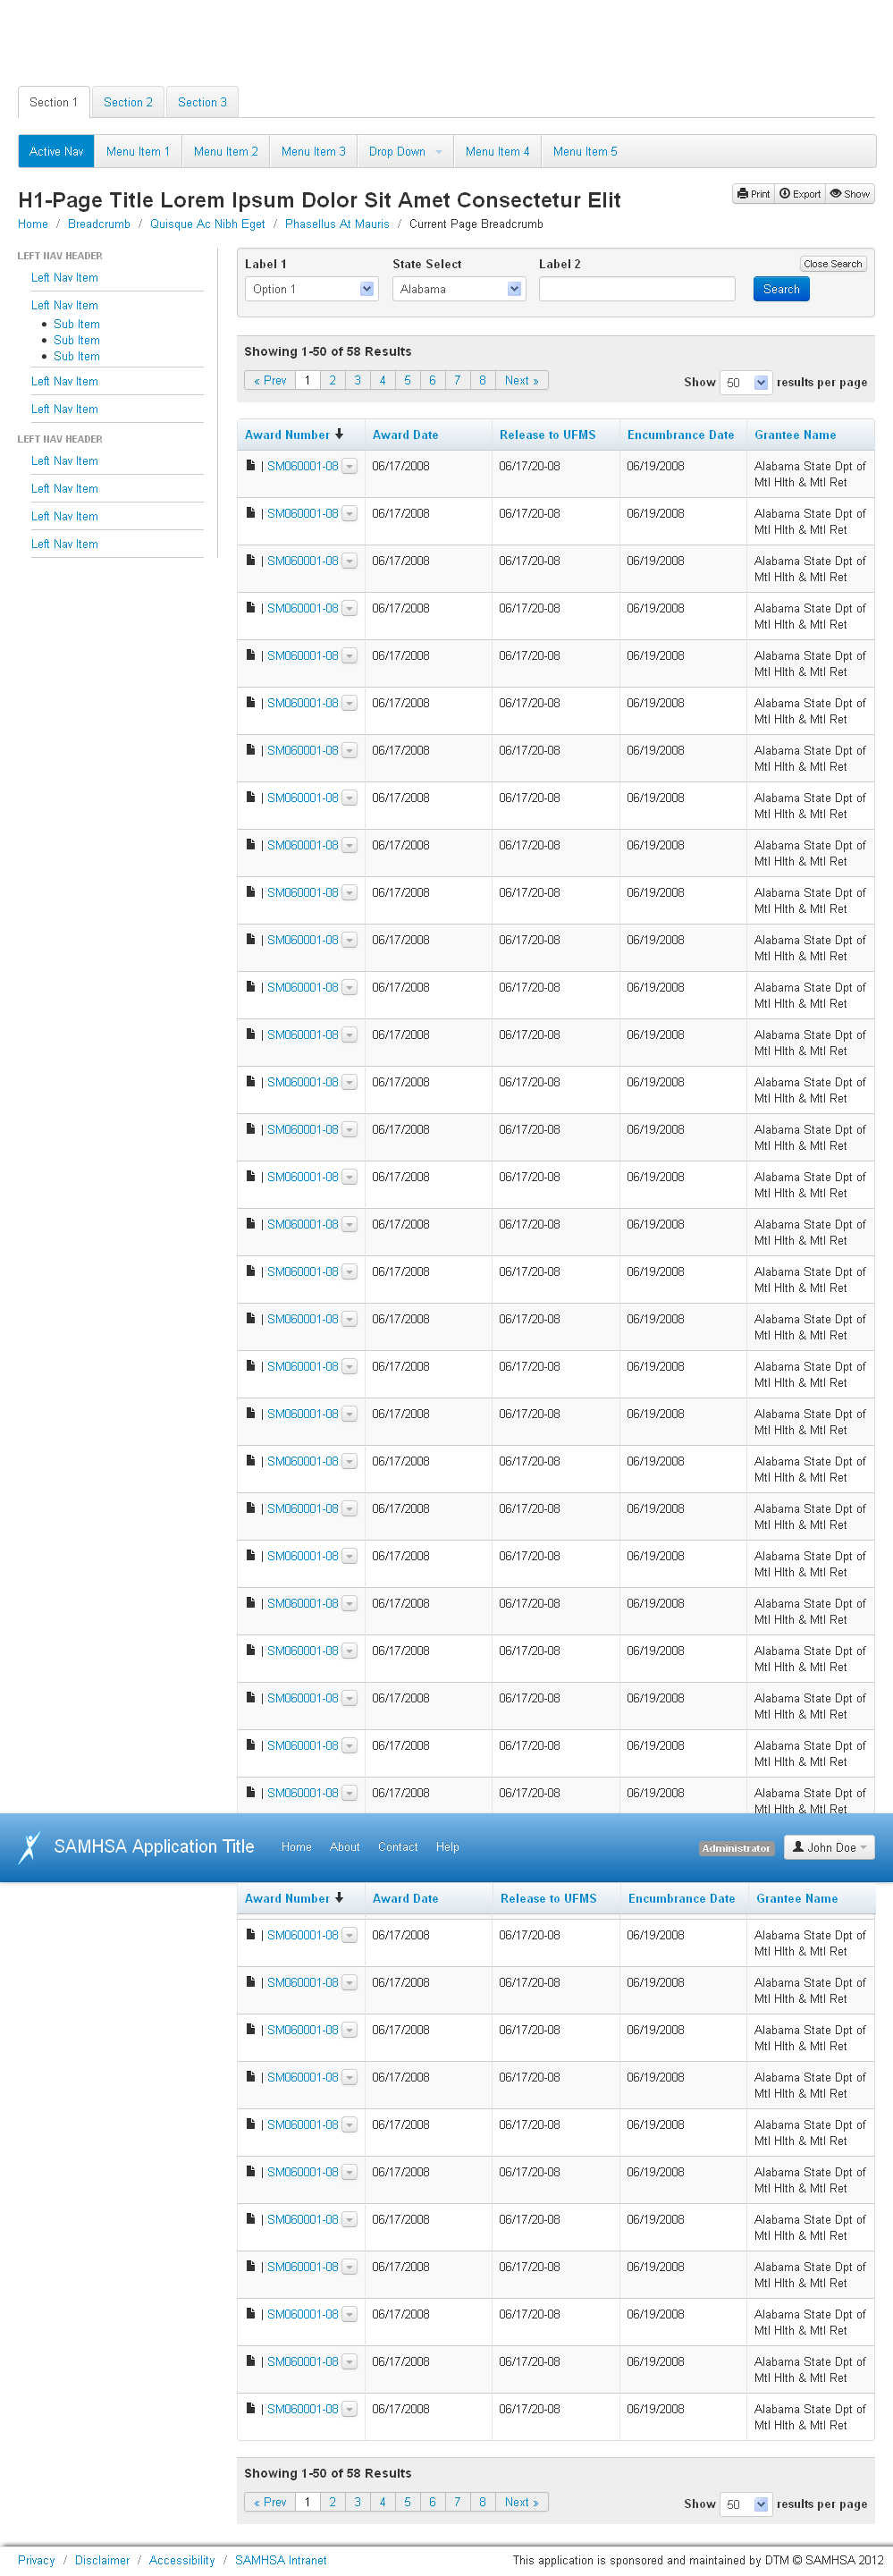 Section 1 Section 2 Section 3
Active Nav Menu Item 1 Menu Item 2 Menu Item 3 Drop Down Menu Item 4 Menu Item 5
H1-Page Title Lorem Ipsum Dolor Sit Amet Consectetur Elit
Print Export Show
Home / Breadcrumb / Quisque Ac Nibh Eget / Phasellus At Mauris / Current Page Breadcrumb
LEFT NAV HEADER
Left Nav Item
Left Nav Item
• Sub Item
• Sub Item
• Sub Item
Left Nav Item
Left Nav Item
LEFT NAV HEADER
Left Nav Item
Left Nav Item
Left Nav Item
Left Nav Item
Label 1 State Select Label 2 Close Search
Option 1 Alabama Search
Showing 1-50 of 58 Results
« Prev 1 2 3 4 5 6 7 8 Next » Show 50 results per page
Award Number Award Date Release to UFMS Encumbrance Date Grantee Name
| SM060001-08 06/17/2008 06/17/20-08 06/19/2008 Alabama State Dpt of
Mtl Hlth & Mtl Ret
| SM060001-08 06/17/2008 06/17/20-08 06/19/2008 Alabama State Dpt of
Mtl Hlth & Mtl Ret
| SM060001-08 06/17/2008 06/17/20-08 06/19/2008 Alabama State Dpt of
Mtl Hlth & Mtl Ret
| SM060001-08 06/17/2008 06/17/20-08 06/19/2008 Alabama State Dpt of
Mtl Hlth & Mtl Ret
| SM060001-08 06/17/2008 06/17/20-08 06/19/2008 Alabama State Dpt of
Mtl Hlth & Mtl Ret
| SM060001-08 06/17/2008 06/17/20-08 06/19/2008 Alabama State Dpt of
Mtl Hlth & Mtl Ret
| SM060001-08 06/17/2008 06/17/20-08 06/19/2008 Alabama State Dpt of
Mtl Hlth & Mtl Ret
| SM060001-08 06/17/2008 06/17/20-08 06/19/2008 Alabama State Dpt of
Mtl Hlth & Mtl Ret
| SM060001-08 06/17/2008 06/17/20-08 06/19/2008 Alabama State Dpt of
Mtl Hlth & Mtl Ret
| SM060001-08 06/17/2008 06/17/20-08 06/19/2008 Alabama State Dpt of
Mtl Hlth & Mtl Ret
| SM060001-08 06/17/2008 06/17/20-08 06/19/2008 Alabama State Dpt of
Mtl Hlth & Mtl Ret
| SM060001-08 06/17/2008 06/17/20-08 06/19/2008 Alabama State Dpt of
Mtl Hlth & Mtl Ret
| SM060001-08 06/17/2008 06/17/20-08 06/19/2008 Alabama State Dpt of
Mtl Hlth & Mtl Ret
| SM060001-08 06/17/2008 06/17/20-08 06/19/2008 Alabama State Dpt of
Mtl Hlth & Mtl Ret
| SM060001-08 06/17/2008 06/17/20-08 06/19/2008 Alabama State Dpt of
Mtl Hlth & Mtl Ret
| SM060001-08 06/17/2008 06/17/20-08 06/19/2008 Alabama State Dpt of
Mtl Hlth & Mtl Ret
| SM060001-08 06/17/2008 06/17/20-08 06/19/2008 Alabama State Dpt of
Mtl Hlth & Mtl Ret
| SM060001-08 06/17/2008 06/17/20-08 06/19/2008 Alabama State Dpt of
Mtl Hlth & Mtl Ret
| SM060001-08 06/17/2008 06/17/20-08 06/19/2008 Alabama State Dpt of
Mtl Hlth & Mtl Ret
| SM060001-08 06/17/2008 06/17/20-08 06/19/2008 Alabama State Dpt of
Mtl Hlth & Mtl Ret
| SM060001-08 06/17/2008 06/17/20-08 06/19/2008 Alabama State Dpt of
Mtl Hlth & Mtl Ret
| SM060001-08 06/17/2008 06/17/20-08 06/19/2008 Alabama State Dpt of
Mtl Hlth & Mtl Ret
| SM060001-08 06/17/2008 06/17/20-08 06/19/2008 Alabama State Dpt of
Mtl Hlth & Mtl Ret
| SM060001-08 06/17/2008 06/17/20-08 06/19/2008 Alabama State Dpt of
Mtl Hlth & Mtl Ret
| SM060001-08 06/17/2008 06/17/20-08 06/19/2008 Alabama State Dpt of
Mtl Hlth & Mtl Ret
| SM060001-08 06/17/2008 06/17/20-08 06/19/2008 Alabama State Dpt of
Mtl Hlth & Mtl Ret
| SM060001-08 06/17/2008 06/17/20-08 06/19/2008 Alabama State Dpt of
Mtl Hlth & Mtl Ret
| SM060001-08 06/17/2008 06/17/20-08 06/19/2008 Alabama State Dpt of
Mtl Hlth & Mtl Ret
| SM060001-08 06/17/2008 06/17/20-08 06/19/2008 Alabama State Dpt of
Mtl Hlth & Mtl Ret
SAMHSA Application Title Home About Contact Help Administrator John Doe
Award Number Award Date Release to UFMS Encumbrance Date Grantee Name
| SM060001-08 06/17/2008 06/17/20-08 06/19/2008 Alabama State Dpt of
Mtl Hlth & Mtl Ret
| SM060001-08 06/17/2008 06/17/20-08 06/19/2008 Alabama State Dpt of
Mtl Hlth & Mtl Ret
| SM060001-08 06/17/2008 06/17/20-08 06/19/2008 Alabama State Dpt of
Mtl Hlth & Mtl Ret
| SM060001-08 06/17/2008 06/17/20-08 06/19/2008 Alabama State Dpt of
Mtl Hlth & Mtl Ret
| SM060001-08 06/17/2008 06/17/20-08 06/19/2008 Alabama State Dpt of
Mtl Hlth & Mtl Ret
| SM060001-08 06/17/2008 06/17/20-08 06/19/2008 Alabama State Dpt of
Mtl Hlth & Mtl Ret
| SM060001-08 06/17/2008 06/17/20-08 06/19/2008 Alabama State Dpt of
Mtl Hlth & Mtl Ret
| SM060001-08 06/17/2008 06/17/20-08 06/19/2008 Alabama State Dpt of
Mtl Hlth & Mtl Ret
| SM060001-08 06/17/2008 06/17/20-08 06/19/2008 Alabama State Dpt of
Mtl Hlth & Mtl Ret
| SM060001-08 06/17/2008 06/17/20-08 06/19/2008 Alabama State Dpt of
Mtl Hlth & Mtl Ret
| SM060001-08 06/17/2008 06/17/20-08 06/19/2008 Alabama State Dpt of
Mtl Hlth & Mtl Ret
Showing 1-50 of 58 Results
« Prev 1 2 3 4 5 6 7 8 Next » Show 50 results per page
Privacy / Disclaimer / Accessibility / SAMHSA Intranet This application is sponsored and maintained by DTM © SAMHSA 2012